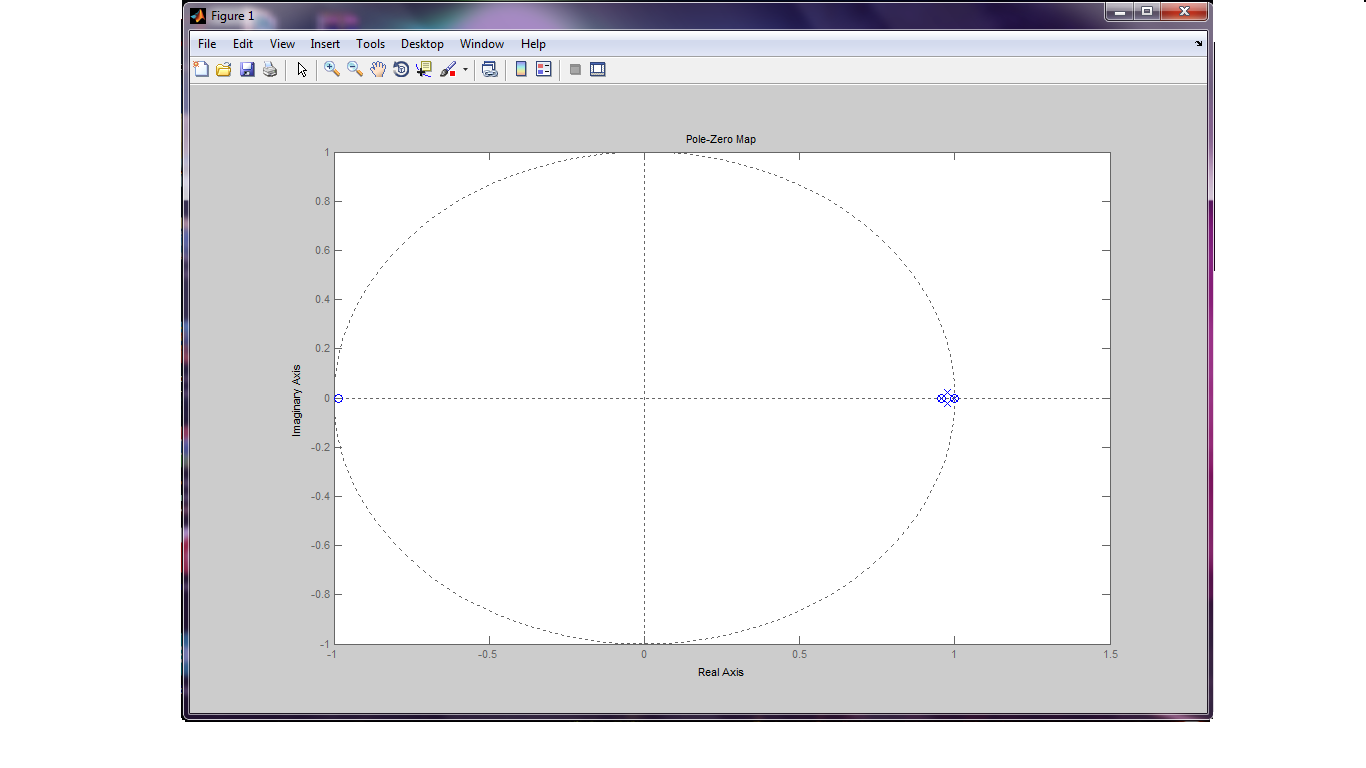 Figure 1
File Edit View Insert Tools Desktop Window Help
Pole-Zero Map
1
0.8
0.6
0.4
0.2
0
-0.2
-0.4
-0.6
-0.8
-1
Imaginary Axis
-1 -0.5 0 0.5 1 1.5
Real Axis